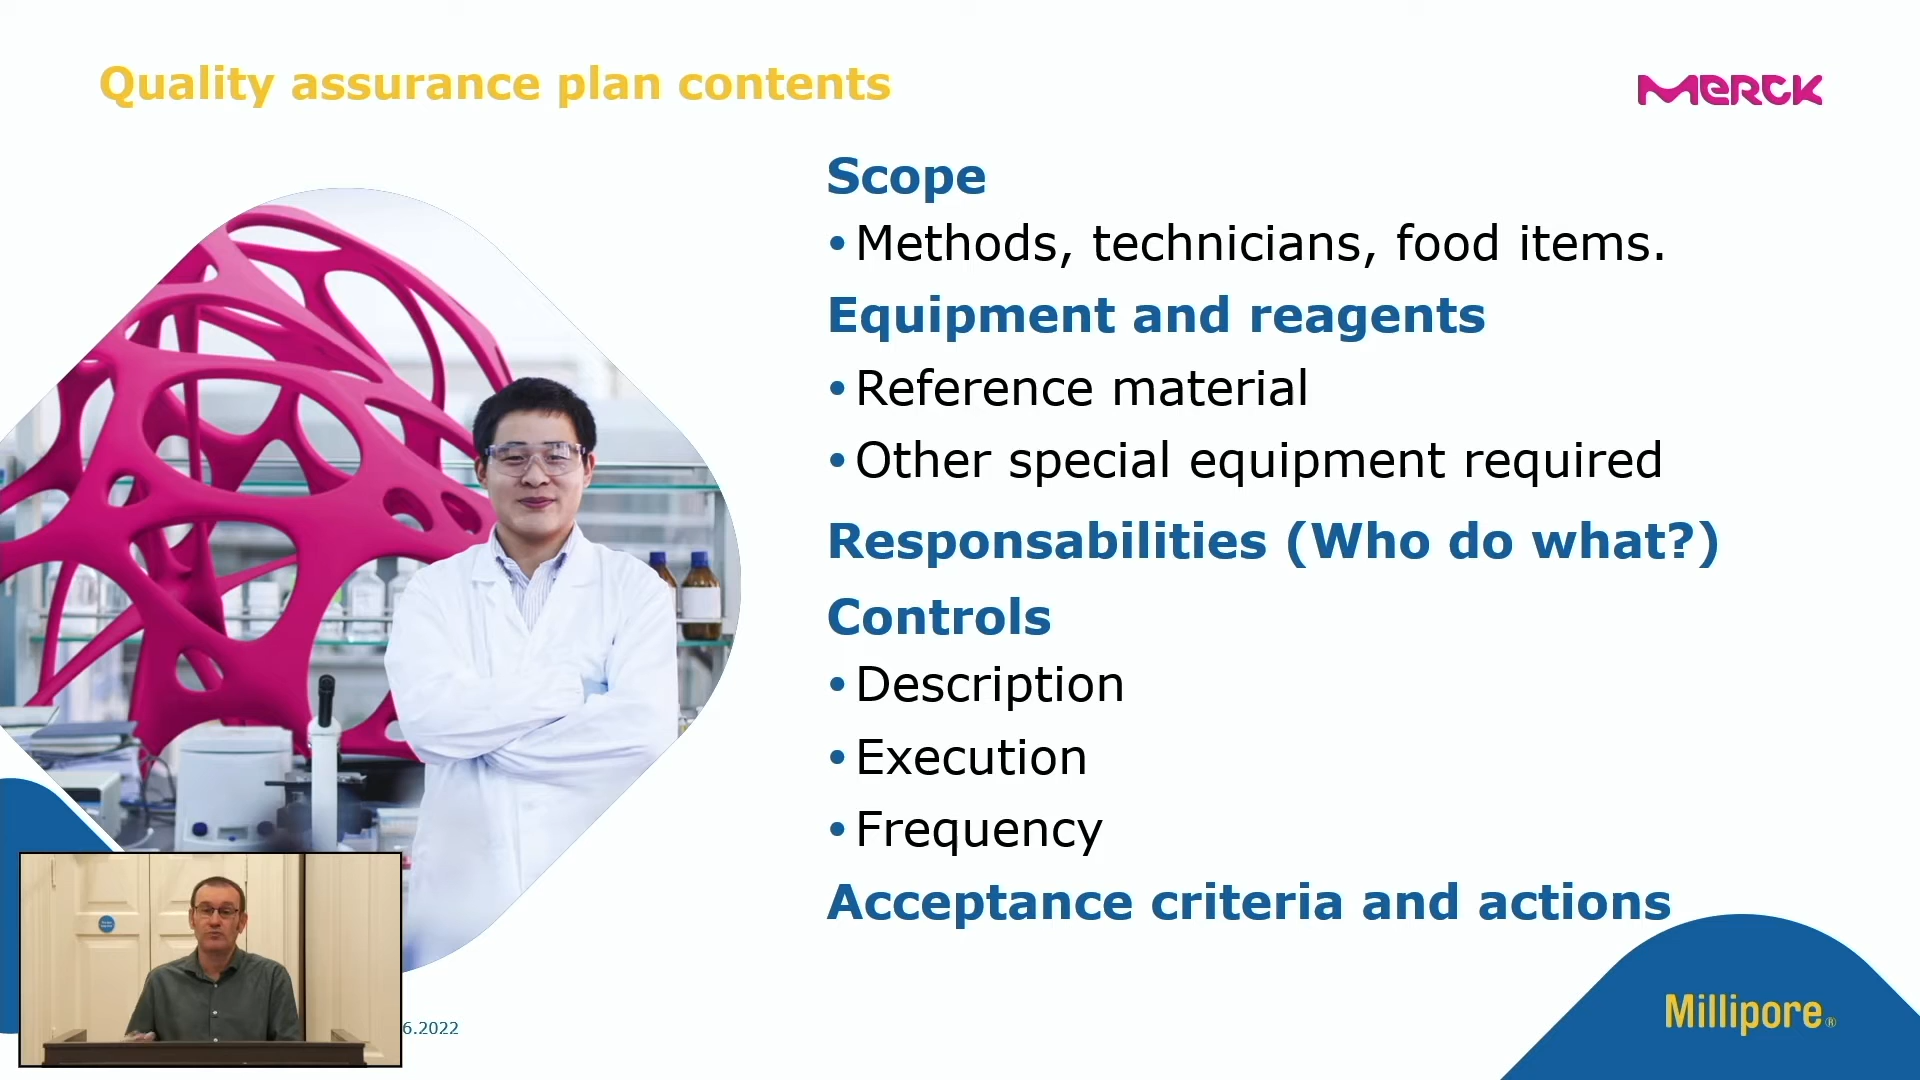 Quality assurance plan contents
MERCK
Scope
• Methods, technicians, food items.
Equipment and reagents
• Reference material
• Other special equipment required
Responsabilities (Who do what?)
Controls
• Description
• Execution
• Frequency
Acceptance criteria and actions
6.2022
Millipore®